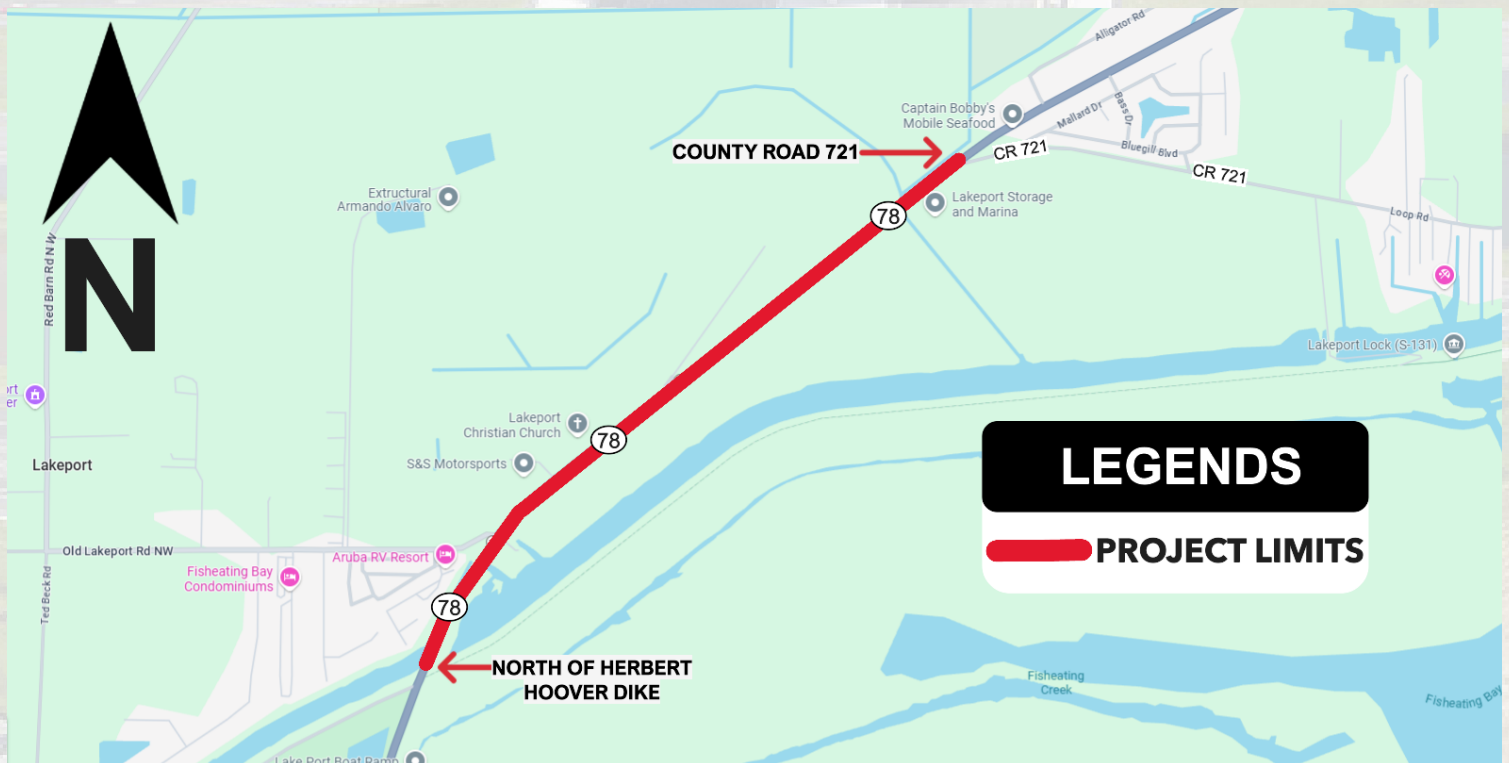 Alligator Rd
Captain Bobby's
Mobile Seafood
Mallard Dr
Bass Dr
COUNTY ROAD 721
CR 721
Bluegill Blvd
CR 721
Extructural
Armando Alvaro
Lakeport Storage
and Marina
78
Loop Rd
N
Red Barn Rd NW
Lakeport Lock (S-131)
Lakeport
Christian Church
78
S&S Motorsports
Lakeport
LEGENDS
PROJECT LIMITS
Old Lakeport Rd NW
Aruba RV Resort
Fisheating Bay
Condominiums
Ted Beck Rd
78
NORTH OF HERBERT
HOOVER DIKE
Fisheating
Creek
Fisheating Bay
Lake Port Boat Ramp